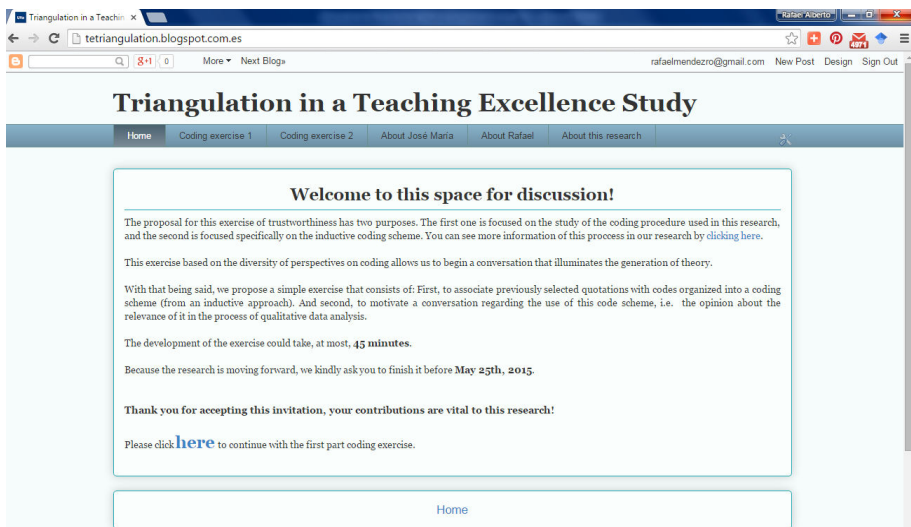 Triangulation in a Teachin
Rafael Alberto
tetriangulation.blogspot.com.es
4971
g+1 0 More Next Blog» rafaelmendezro@gmail.com New Post Design Sign Out
Triangulation in a Teaching Excellence Study
Home Coding exercise 1 Coding exercise 2 About José María About Rafael About this research
Welcome to this space for discussion!
The proposal for this exercise of trustworthiness has two purposes. The first one is focused on the study of the coding procedure used in this research,
and the second is focused specifically on the inductive coding scheme. You can see more information of this proccess in our research by clicking here.
This exercise based on the diversity of perspectives on coding allows us to begin a conversation that illuminates the generation of theory.
With that being said, we propose a simple exercise that consists of: First, to associate previously selected quotations with codes organized into a coding
scheme (from an inductive approach). And second, to motivate a conversation regarding the use of this code scheme, i.e. the opinion about the
relevance of it in the process of qualitative data analysis.
The development of the exercise could take, at most, 45 minutes.
Because the research is moving forward, we kindly ask you to finish it before May 25th, 2015.
Thank you for accepting this invitation, your contributions are vital to this research!
Please click here to continue with the first part coding exercise.
Home